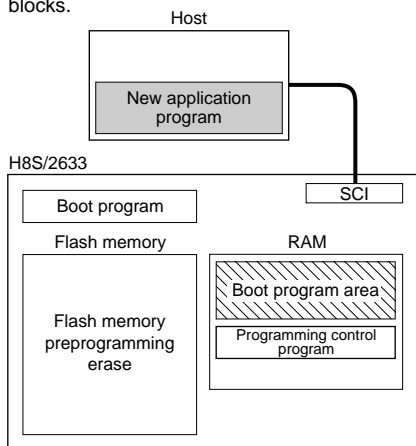 blocks.
Host
New application
program
H8S/2633
SCI
Boot program
Flash memory
RAM
Boot program area
Flash memory
preprogramming
erase
Programming control
program